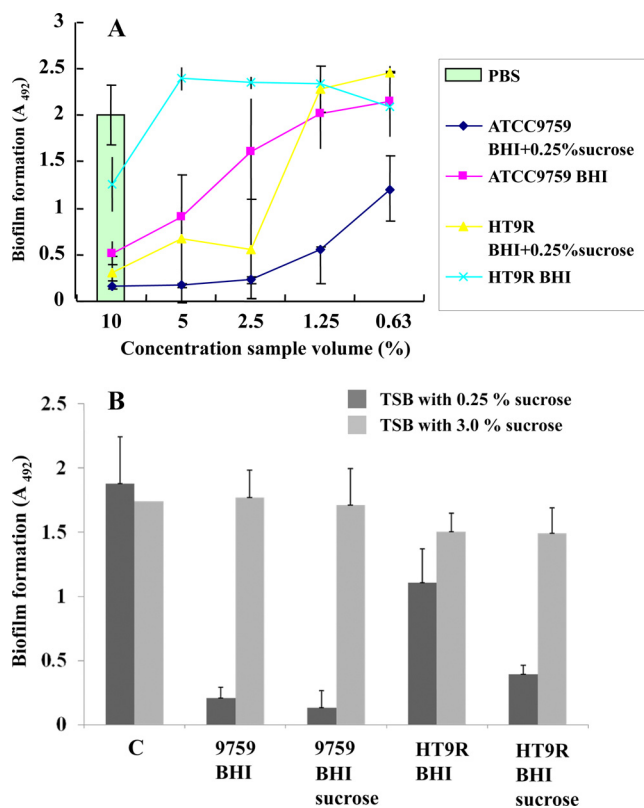 A
Biofilm formation (A 492)
3
2.5
2
1.5
1
0.5
0
10 5 2.5 1.25 0.63
Concentration sample volume (%)
PBS
ATCC9759
BHI+0.25%sucrose
ATCC9759 BHI
HT9R
BHI+0.25%sucrose
HT9R BHI
B
TSB with 0.25 % sucrose
TSB with 3.0 % sucrose
Biofilm formation (A 492)
2.5
2
1.5
1
0.5
0
C
9759
BHI
9759
BHI
sucrose
HT9R
BHI
HT9R
BHI
sucrose